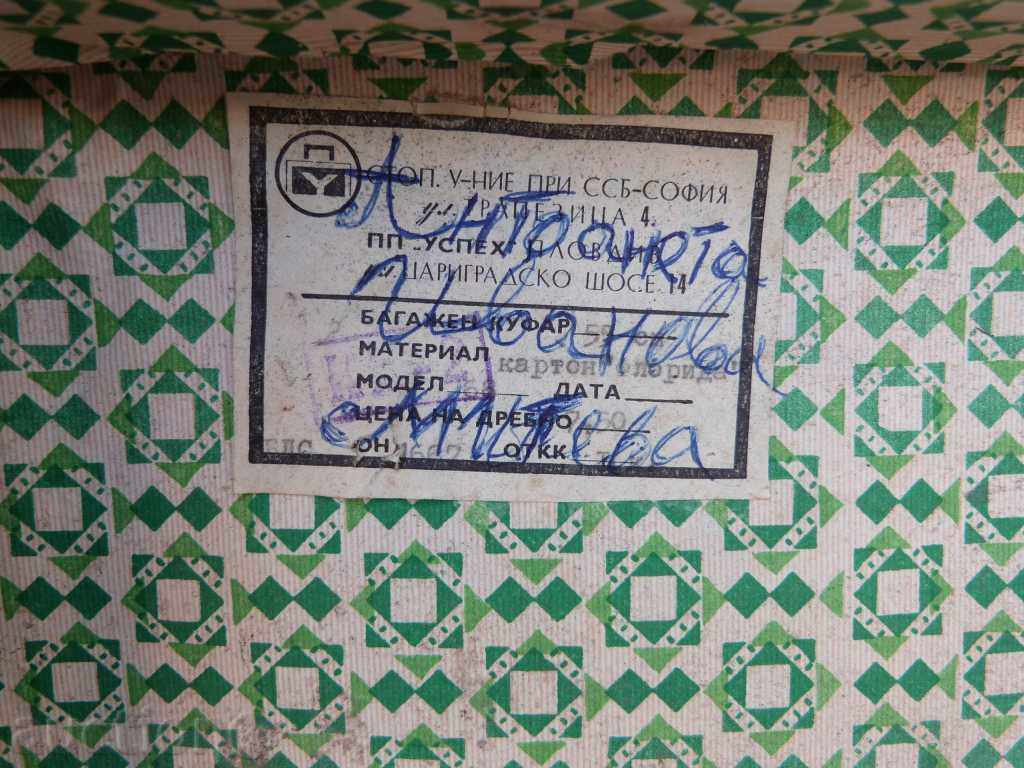 СТОП. У-НИЕ ПРИ ССБ-СОФИЯ
ул. ТРАПЕЗИЦА 4.
ПП „УСПЕХ" ПЛОВДИВ
ул. ЦАРИГРАДСКО ШОСЕ 14
БАГАЖЕН КУФАР
МАТЕРИАЛ картон флорида
МОДЕЛ ДАТА
ЦЕНА НА ДРЕБНО
ОН ОТКК
Антоанета
Иванова
Митева